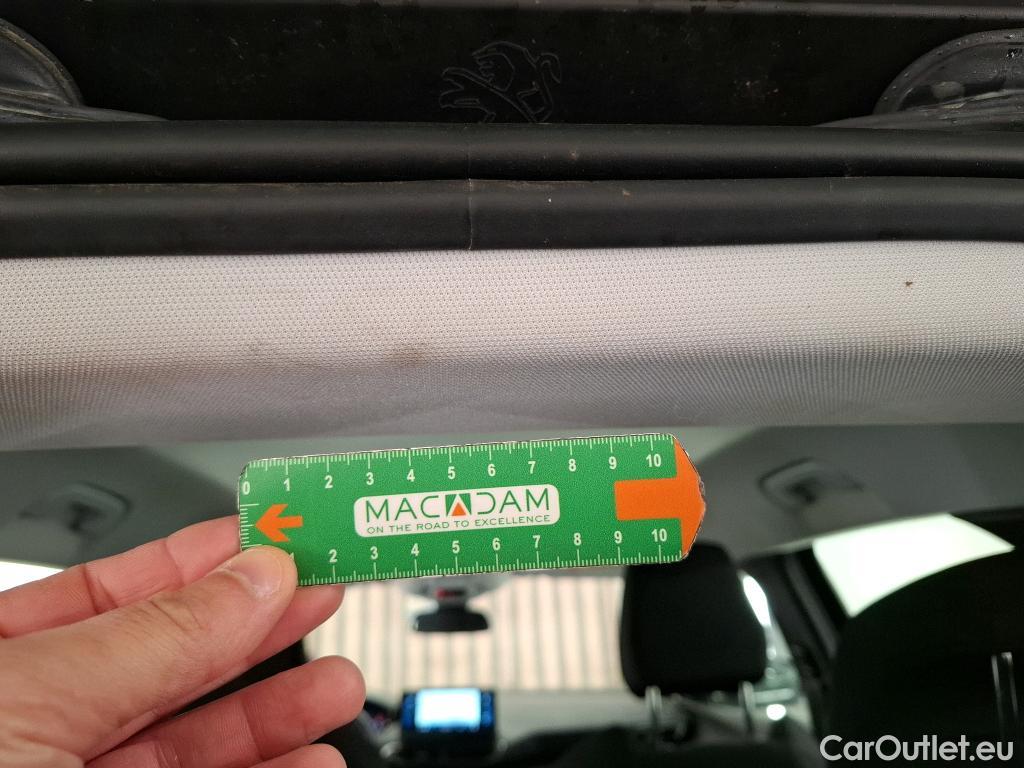 0 1 2 3 4 5 6 7 8 9 10
MACADAM
ON THE ROAD TO EXCELLENCE
1 2 3 4 5 6 7 8 9 10
CarOutlet.eu